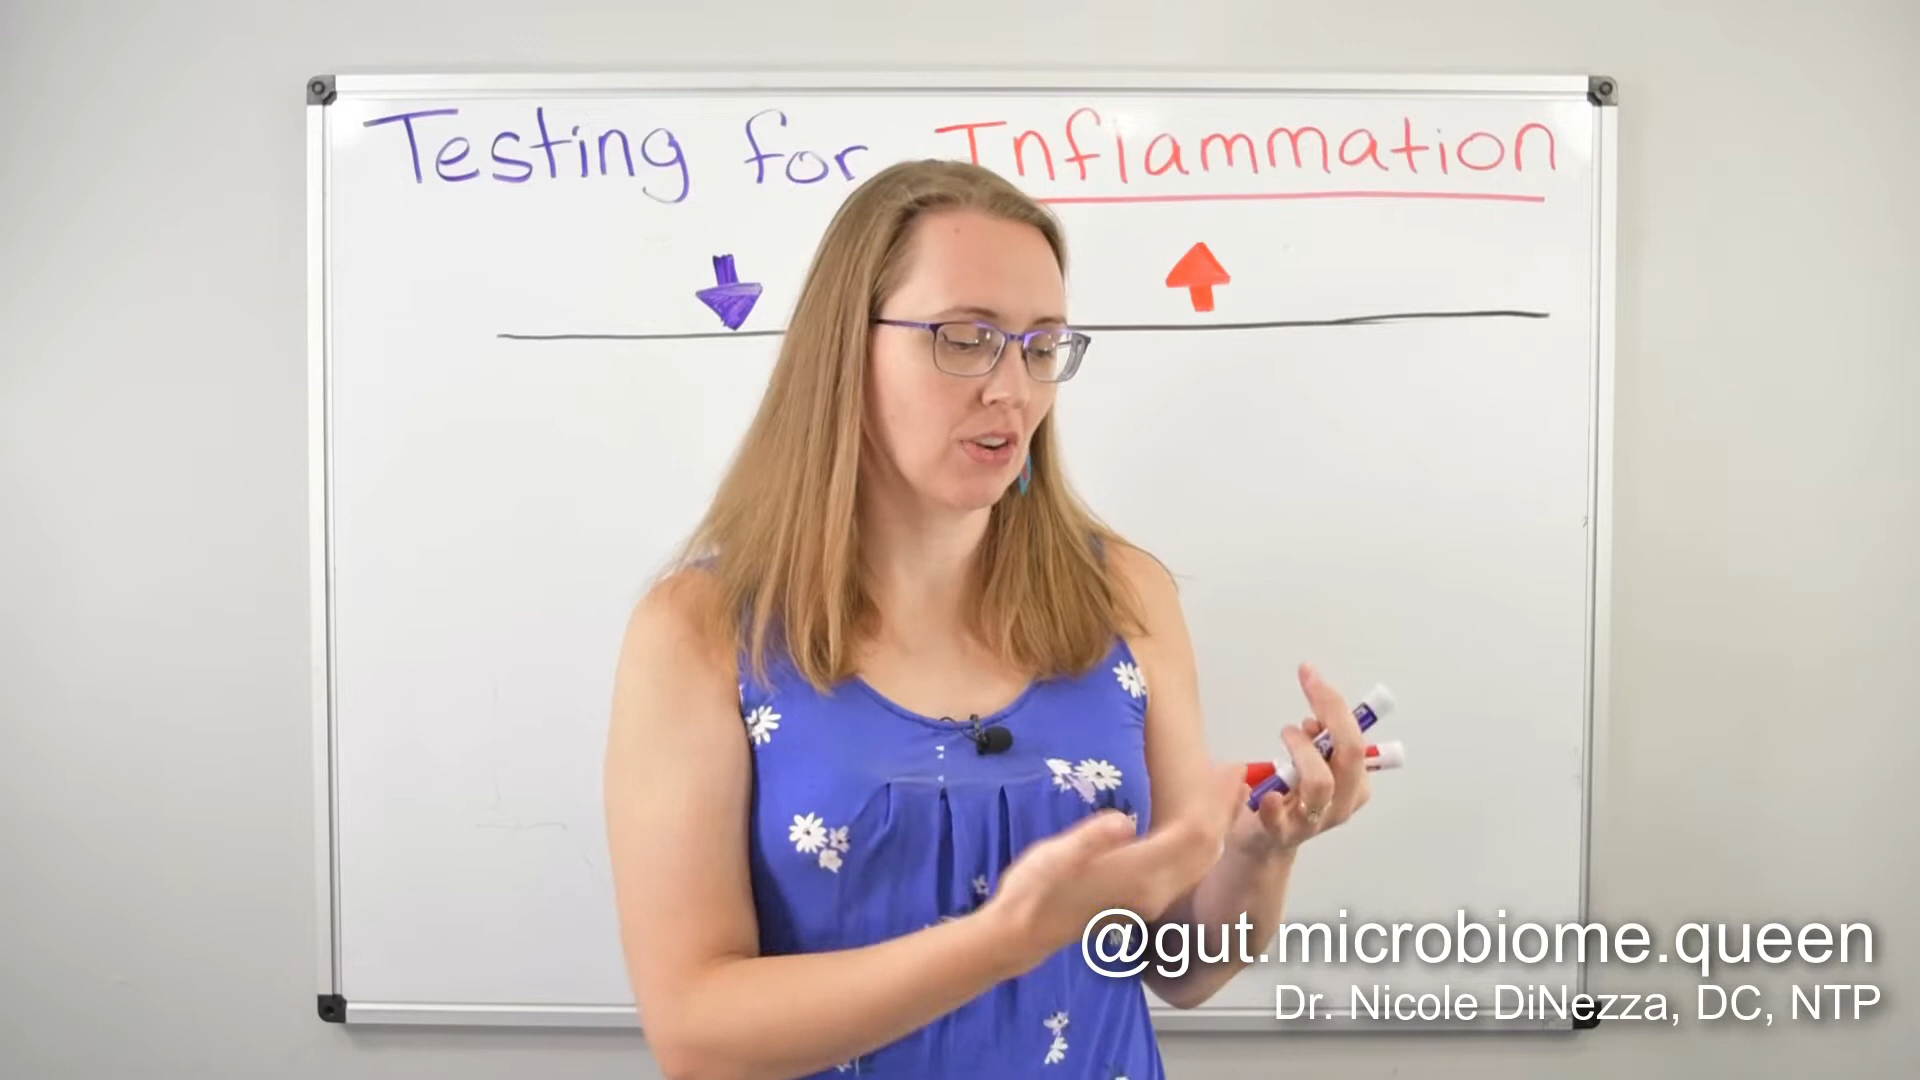 Testing for Inflammation
@gut.microbiome.queen
Dr. Nicole DiNezza, DC, NTP